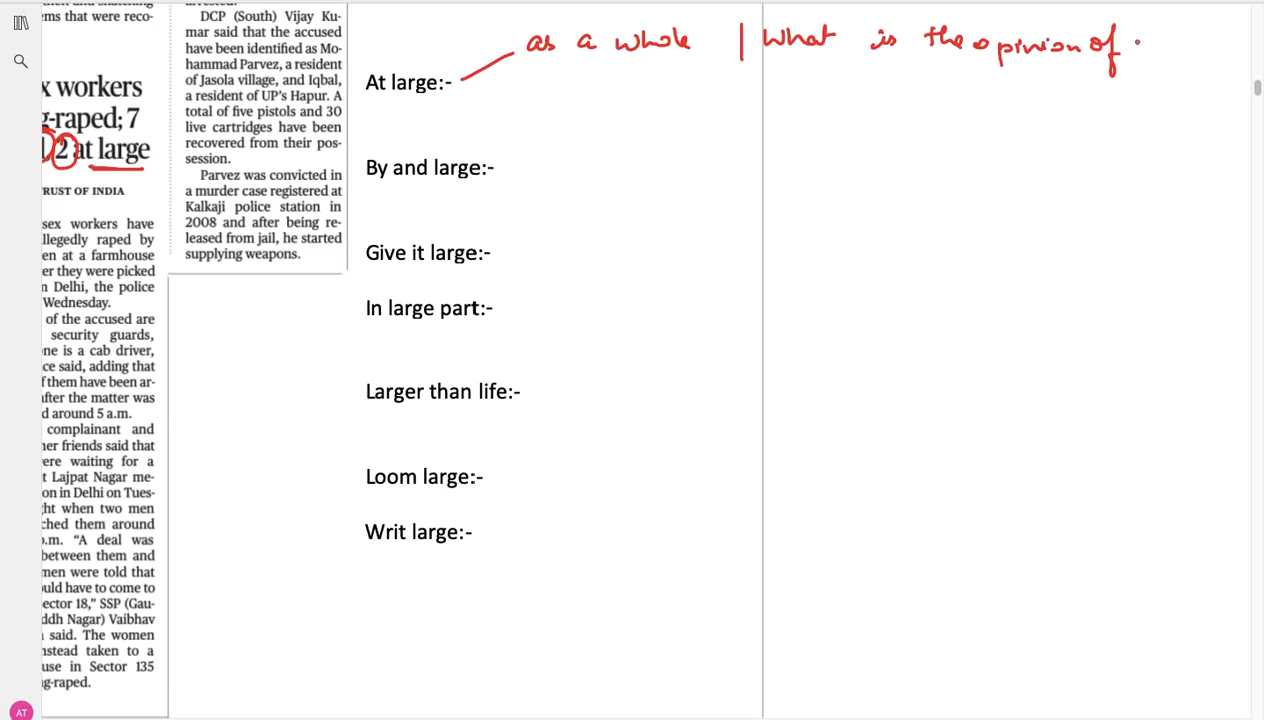 ems that were reco-
x workers
g-raped; 7
2 at large
TRUST OF INDIA
sex workers have
llegedly raped by
en at a farmhouse
er they were picked
n Delhi, the police
Wednesday.
of the accused are
security guards,
ne is a cab driver,
ce said, adding that
f them have been ar-
after the matter was
d around 5 a.m.
complainant and
her friends said that
were waiting for a
t Lajpat Nagar me-
on in Delhi on Tues-
ght when two men
ched them around
p.m. “A deal was
between them and
men were told that
ould have to come to
ector 18,” SSP (Gau-
ddh Nagar) Vaibhav
said. The women
nstead taken to a
use in Sector 135
ng-raped.
DCP (South) Vijay Ku-
mar said that the accused
have been identified as Mo-
hammad Parvez, a resident
of Jasola village, and Iqbal,
a resident of UP's Hapur. A
total of five pistols and 30
live cartridges have been
recovered from their pos-
session.
Parvez was convicted in
a murder case registered at
Kalkaji police station in
2008 and after being re-
leased from jail, he started
supplying weapons.
as a whole | What is the opinion of
At large:-
By and large:-
Give it large:-
In large part:-
Larger than life:-
Loom large:-
Writ large:-
AT